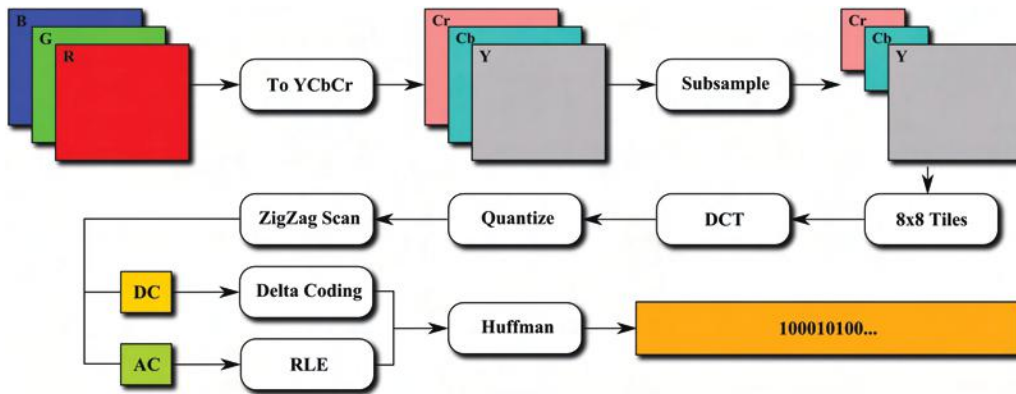 B
G
R
To YCbCr
Cr
Cb
Y
Subsample
Cr
Cb
Y
8x8 Tiles
DCT
Quantize
ZigZag Scan
DC
Delta Coding
AC
RLE
Huffman
100010100...